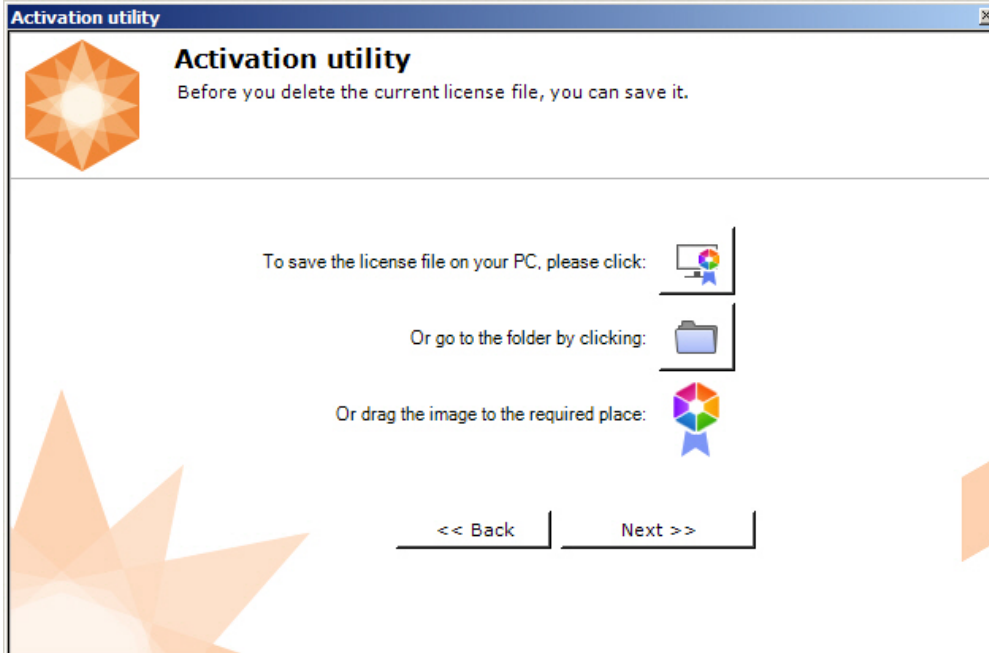 Activation utility
Activation utility
Before you delete the current license file, you can save it.
To save the license file on your PC, please click:
Or go to the folder by clicking:
Or drag the image to the required place:
<< Back
Next >>